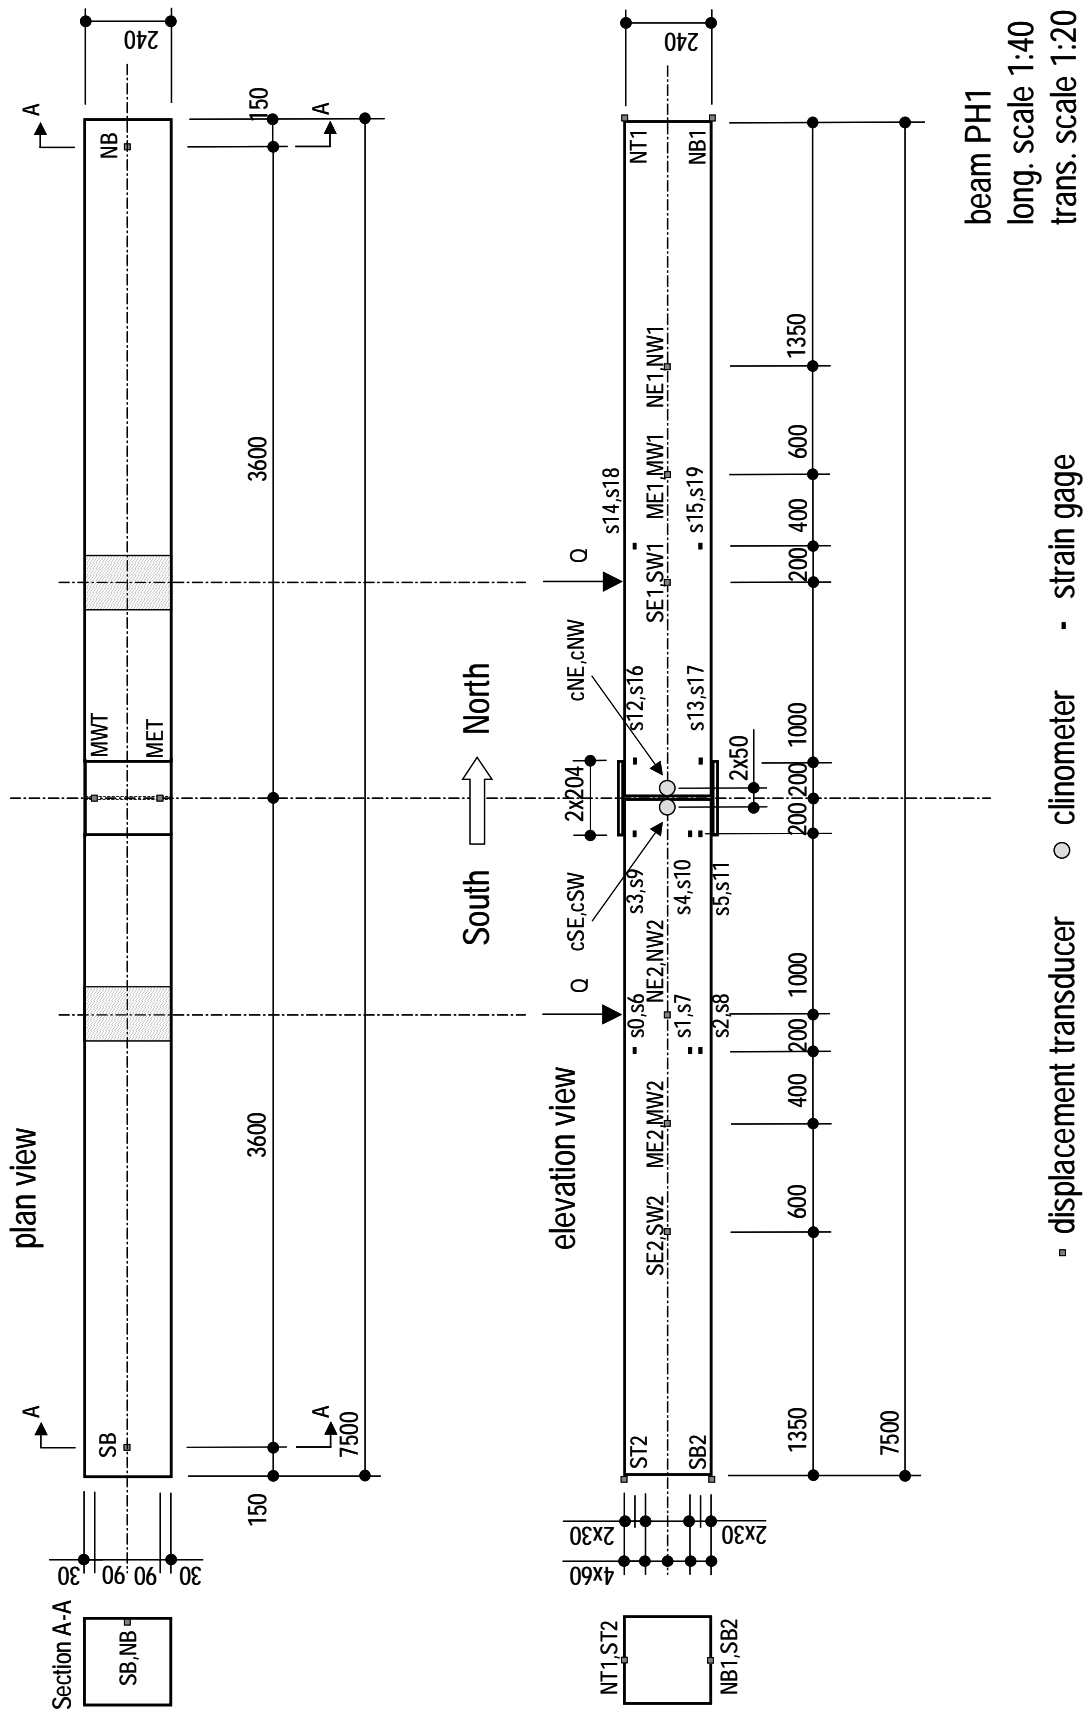 plan view
Section A-A
SB,NB
30
90
90
30
240
A
A
A
A
SB
NB
MWT
MET
150
3600
3600
150
7500
South
North
elevation view
NT1,ST2
NB1,SB2
4x60
2x30
2x30
240
Q
Q
cSE,cSW
cNE,cNW
2x204
s14,s18
ST2
s0,s6
s3,s9
s12,s16
NT1
SE2,SW2
ME2,MW2
NE2,NW2
SE1,SW1
ME1,MW1
NE1,NW1
s1,s7
s4,s10
SB2
s13,s17
s15,s19
NB1
s2,s8
s5,s11
2x50
1350
600
400
200
1000
200
200
1000
200
400
600
1350
7500
beam PH1
long. scale 1:40
trans. scale 1:20
displacement transducer
clinometer
strain gage